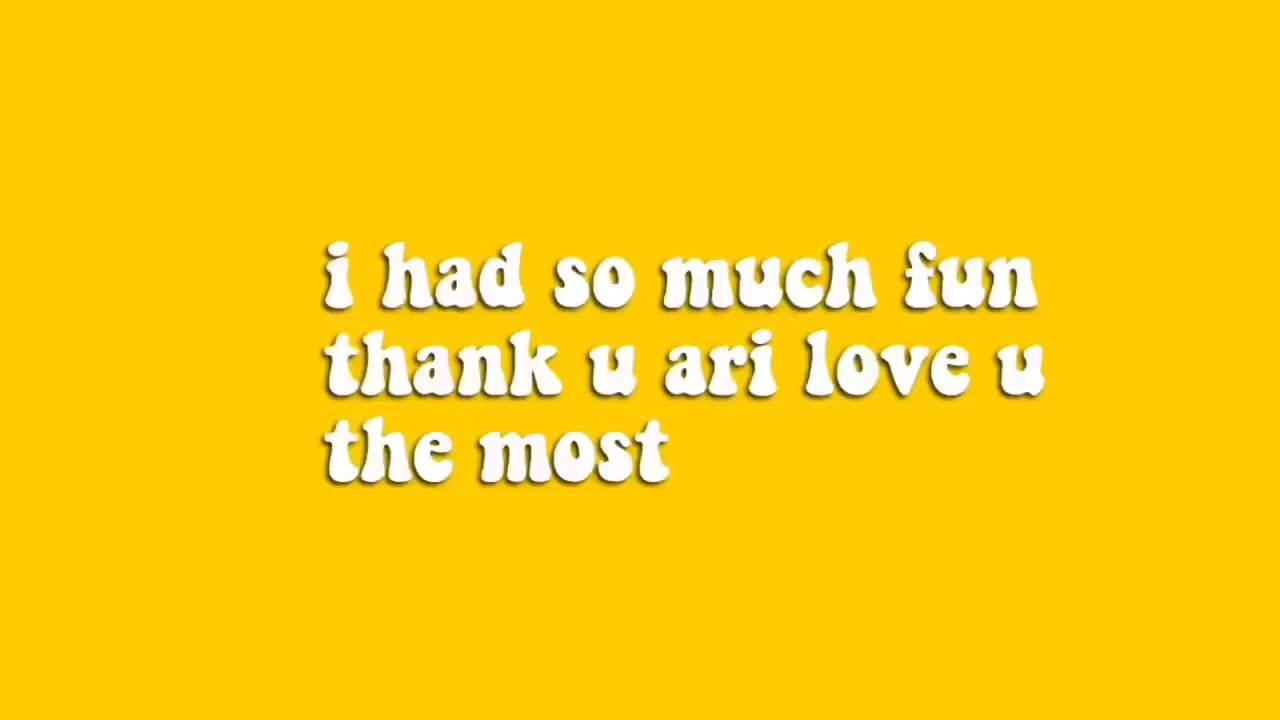 i had so much fun
thank u ari love u
the most